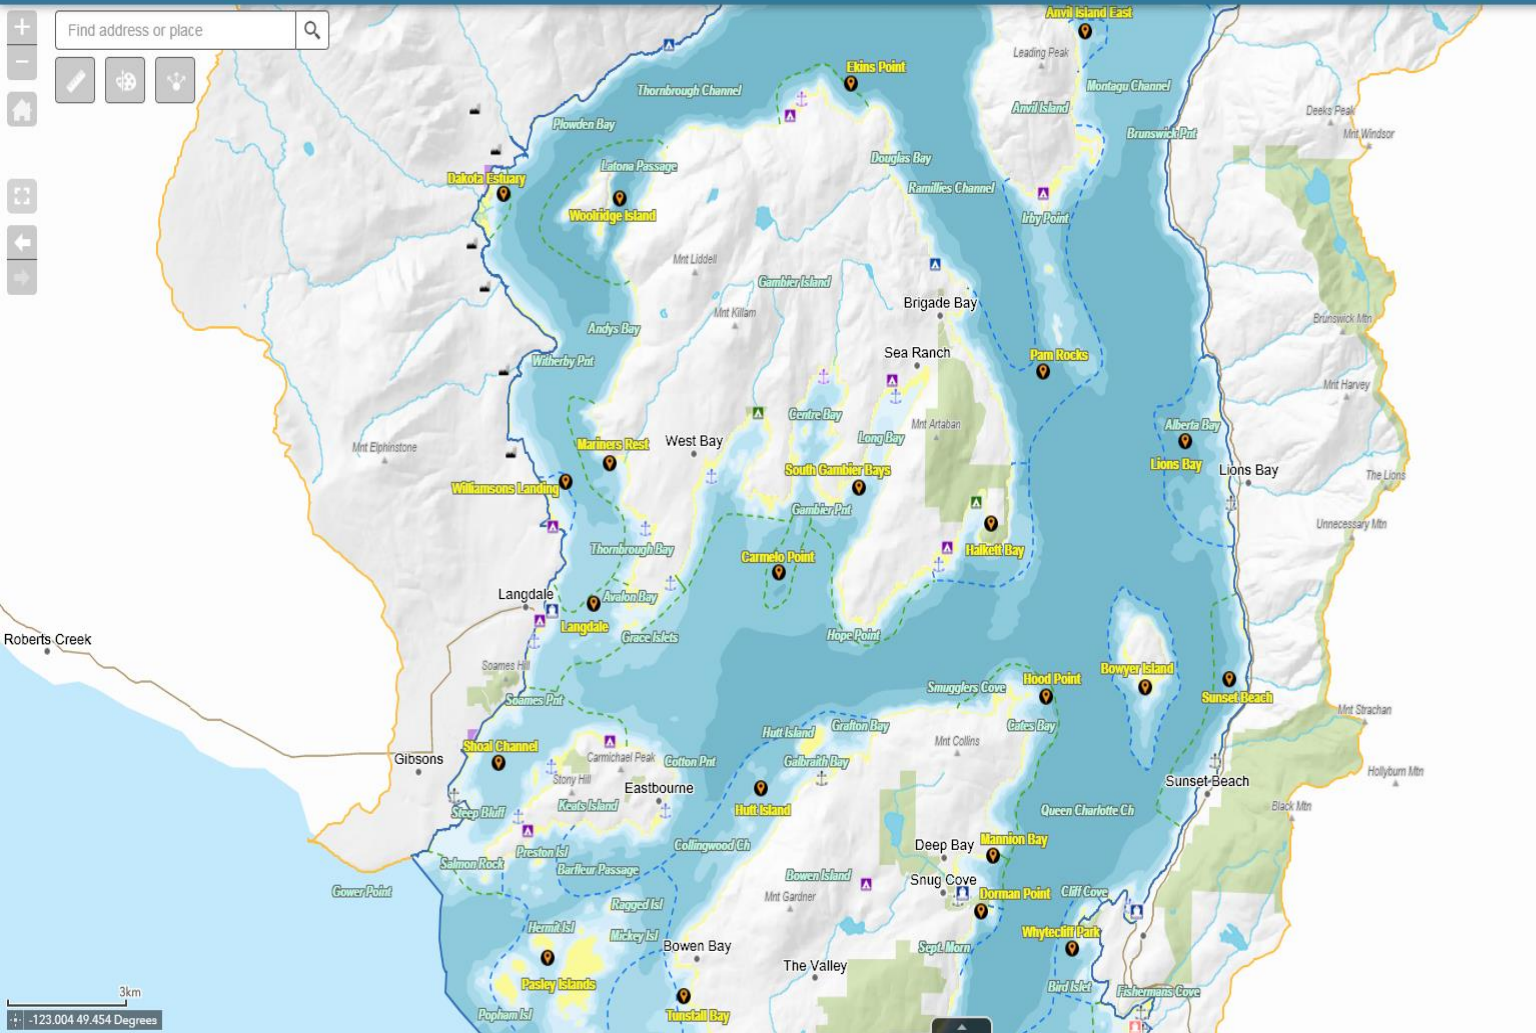 Find address or place
Anvil Island East
Leading Peak
Ekins Point
Thornbrough Channel
Montagu Channel
Anvil Island
Deeks Peak
Plowden Bay
Brunswick Pnt
Mnt Windsor
Douglas Bay
Latona Passage
Dakota Estuary
Ramillies Channel
Woolridge Island
Irby Point
Mnt Liddell
Gambier Island
Brigade Bay
Mnt Killam
Brunswick Mtn
Andys Bay
Sea Ranch
Pam Rocks
Witherby Pnt
Mnt Harvey
Centre Bay
Mnt Artaban
Alberta Bay
Long Bay
Mariners Rest
West Bay
Mnt Elphinstone
Lions Bay
South Gambier Bays
Lions Bay
The Lions
Williamsons Landing
Gambier Pnt
Unnecessary Mtn
Thornbrough Bay
Halkett Bay
Carmelo Point
Langdale
Avalon Bay
Langdale
Grace Islets
Hope Point
Roberts Creek
Soames Hill
Bowyer Island
Hood Point
Smugglers Cove
Sunset Beach
Soames Pnt
Mnt Strachan
Grafton Bay
Cates Bay
Hutt Island
Mnt Collins
Shoal Channel
Gibsons
Carmichael Peak
Cotton Pnt
Galbraith Bay
Hollyburn Mtn
Stony Hill
Eastbourne
Sunset Beach
Keats Island
Steep Bluff
Hutt Island
Queen Charlotte Ch
Black Mtn
Mannion Bay
Deep Bay
Collingwood Ch
Preston Isl
Salmon Rock
Barfleur Passage
Bowen Island
Snug Cove
Gower Point
Dorman Point
Cliff Cove
Mnt Gardner
Ragged Isl
Hermit Isl
Mickey Isl
Whytecliff Park
Bowen Bay
Sept. Morn
The Valley
Pasley Islands
Bird Islet
Fishermans Cove
3km
Popham Isl
Tunstall Bay
-123.004 49.454 Degrees